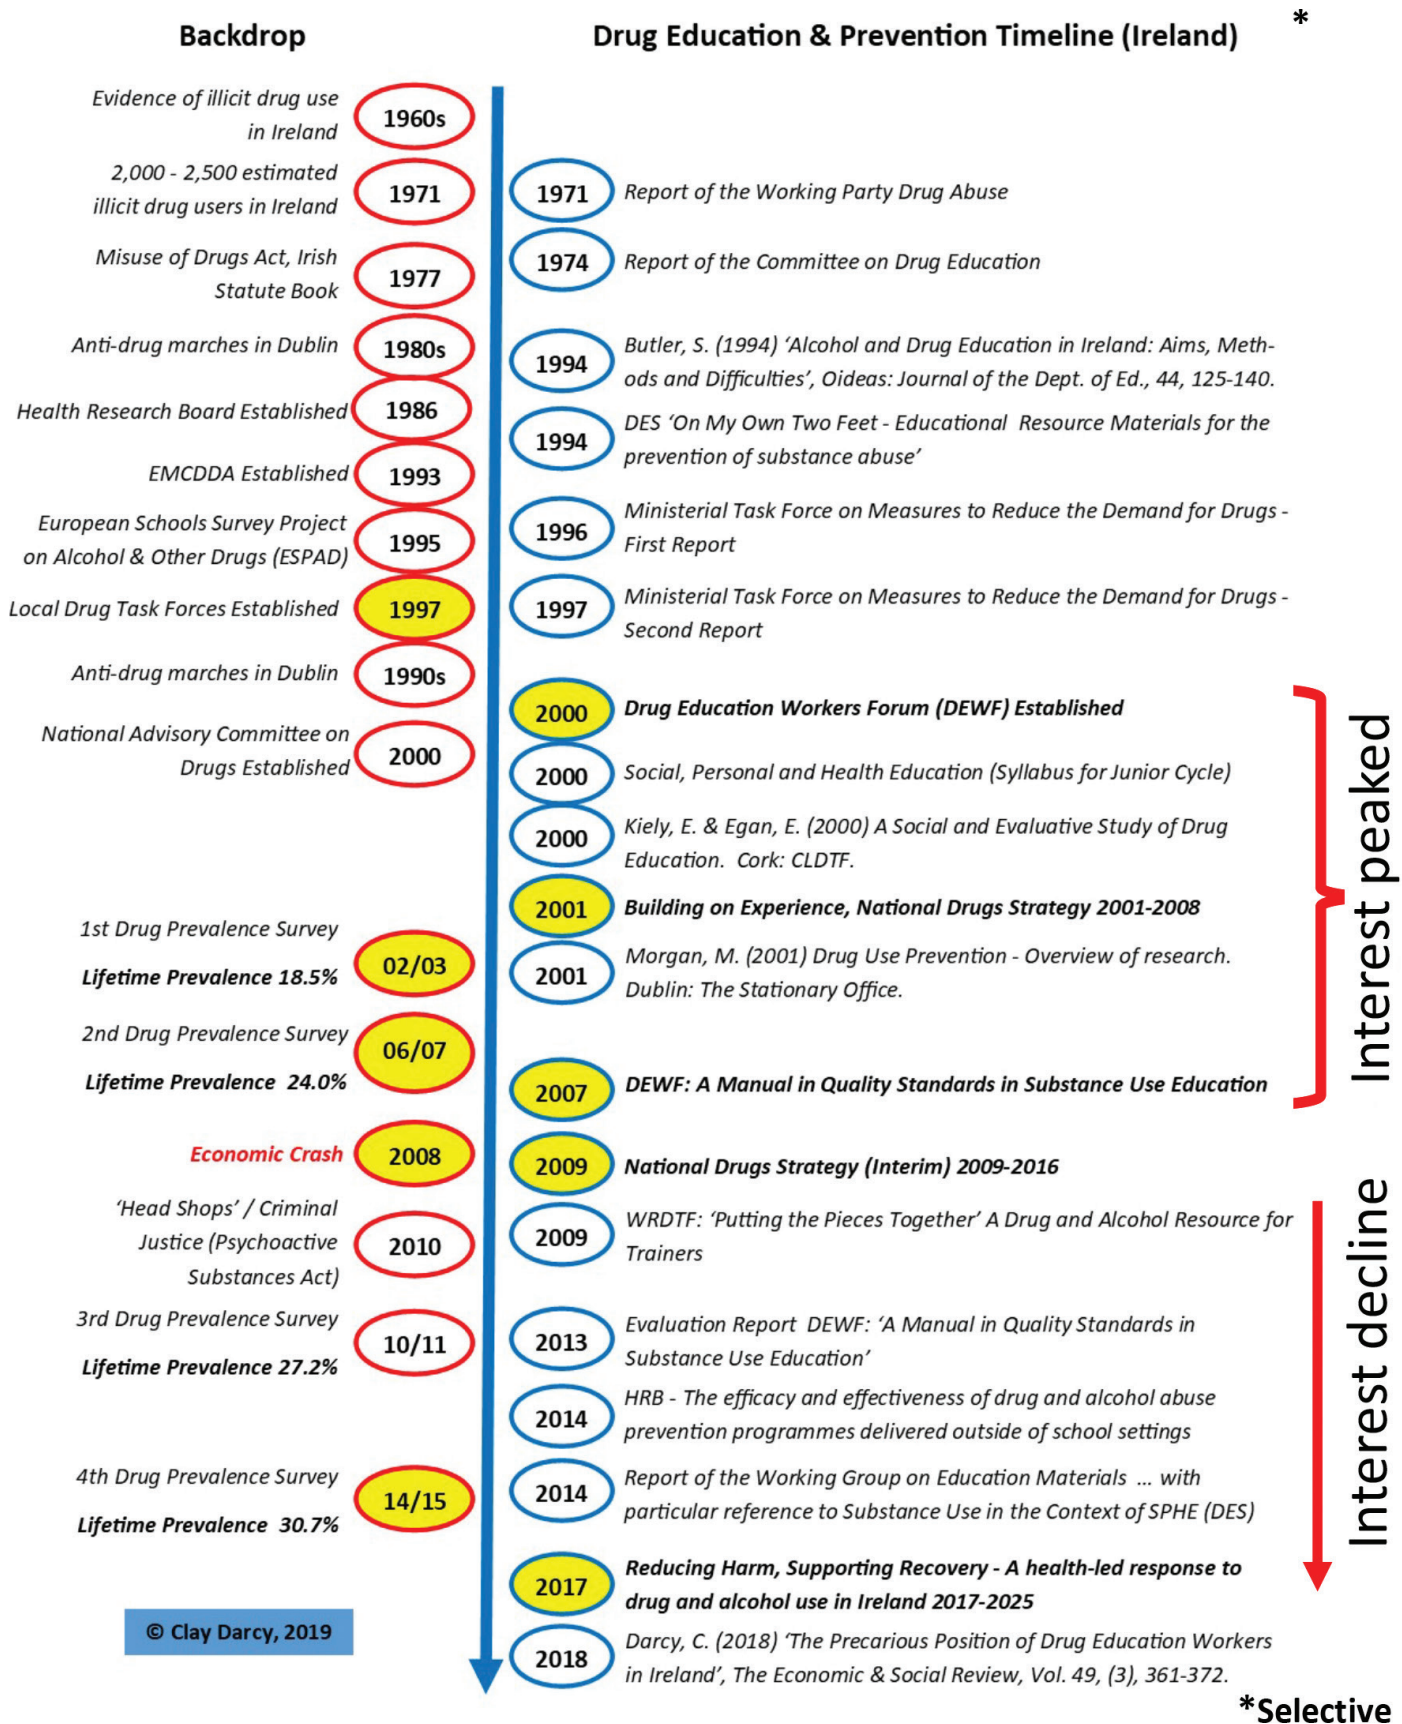 Backdrop
Evidence of illicit drug use
in Ireland
1960s
2,000 - 2,500 estimated
illicit drug users in Ireland
1971
Misuse of Drugs Act, Irish
Statute Book
1977
Anti-drug marches in Dublin
1980s
Health Research Board Established
1986
EMCDDA Established
1993
European Schools Survey Project
on Alcohol & Other Drugs (ESPAD)
1995
Local Drug Task Forces Established
1997
Anti-drug marches in Dublin
1990s
National Advisory Committee on
Drugs Established
2000
1st Drug Prevalence Survey
Lifetime Prevalence 18.5%
02/03
2nd Drug Prevalence Survey
Lifetime Prevalence 24.0%
06/07
Economic Crash
2008
‘Head Shops’ / Criminal
Justice (Psychoactive
Substances Act)
2010
3rd Drug Prevalence Survey
Lifetime Prevalence 27.2%
10/11
4th Drug Prevalence Survey
Lifetime Prevalence 30.7%
14/15
© Clay Darcy, 2019
Drug Education & Prevention Timeline (Ireland) *
1971
Report of the Working Party Drug Abuse
1974
Report of the Committee on Drug Education
1994
Butler, S. (1994) ‘Alcohol and Drug Education in Ireland: Aims, Meth-
ods and Difficulties’, Oideas: Journal of the Dept. of Ed., 44, 125-140.
1994
DES ‘On My Own Two Feet - Educational Resource Materials for the
prevention of substance abuse’
1996
Ministerial Task Force on Measures to Reduce the Demand for Drugs -
First Report
1997
Ministerial Task Force on Measures to Reduce the Demand for Drugs -
Second Report
2000
Drug Education Workers Forum (DEWF) Established
2000
Social, Personal and Health Education (Syllabus for Junior Cycle)
2000
Kiely, E. & Egan, E. (2000) A Social and Evaluative Study of Drug
Education. Cork: CLDTF.
2001
Building on Experience, National Drugs Strategy 2001-2008
2001
Morgan, M. (2001) Drug Use Prevention - Overview of research.
Dublin: The Stationary Office.
2007
DEWF: A Manual in Quality Standards in Substance Use Education
2009
National Drugs Strategy (Interim) 2009-2016
2009
WRDTF: ‘Putting the Pieces Together’ A Drug and Alcohol Resource for
Trainers
2013
Evaluation Report DEWF: ‘A Manual in Quality Standards in
Substance Use Education’
2014
HRB - The efficacy and effectiveness of drug and alcohol abuse
prevention programmes delivered outside of school settings
2014
Report of the Working Group on Education Materials ... with
particular reference to Substance Use in the Context of SPHE (DES)
2017
Reducing Harm, Supporting Recovery - A health-led response to
drug and alcohol use in Ireland 2017-2025
2018
Darcy, C. (2018) ‘The Precarious Position of Drug Education Workers
in Ireland’, The Economic & Social Review, Vol. 49, (3), 361-372.
Interest peaked
Interest decline
*Selective